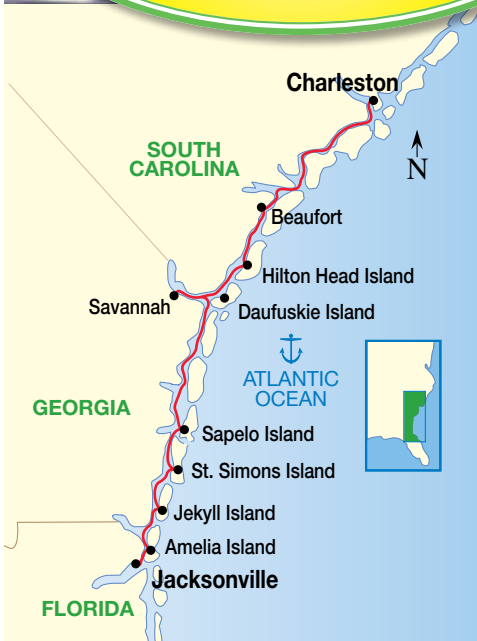 Charleston
SOUTH
CAROLINA
N
Beaufort
Hilton Head Island
Savannah
Daufuskie Island
ATLANTIC
OCEAN
GEORGIA
Sapelo Island
St. Simons Island
Jekyll Island
Amelia Island
Jacksonville
FLORIDA